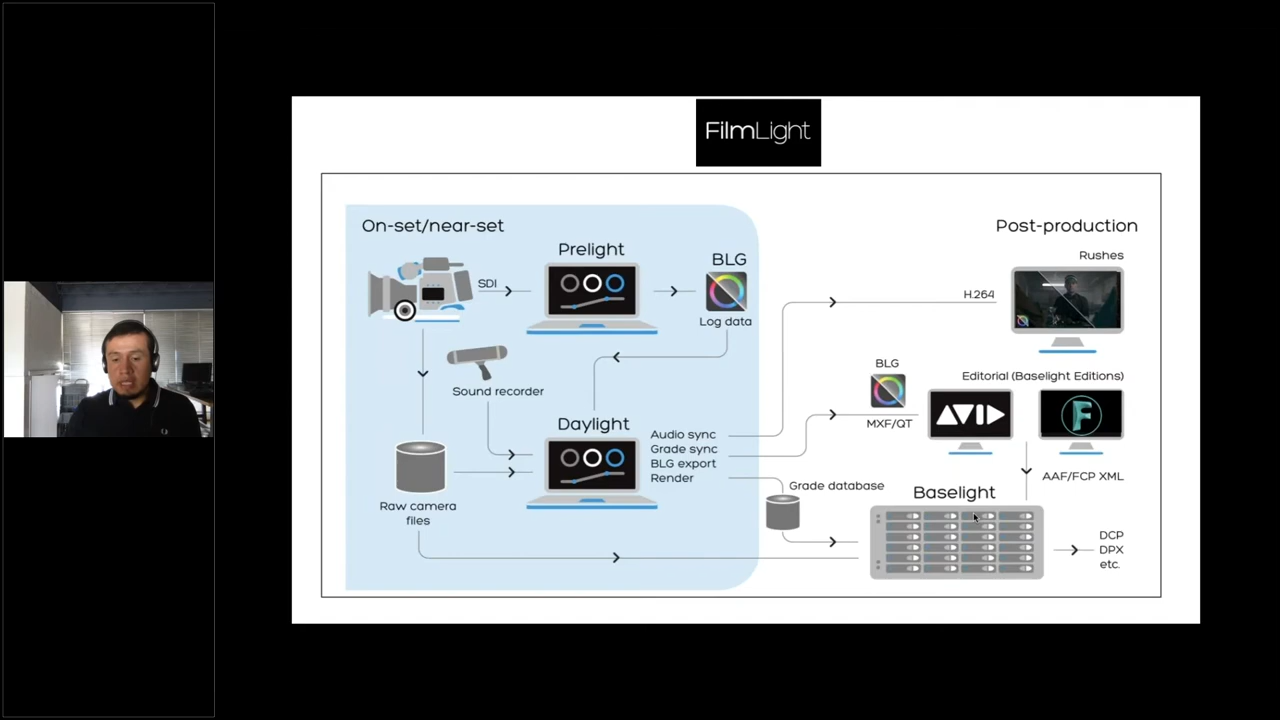 FilmLight
On-set/near-set
Post-production
Prelight
BLG
SDI
Log data
Rushes
H.264
Sound recorder
BLG
MXF/QT
Editorial (Baselight Editions)
AVID
F
Daylight
Audio sync
Grade sync
BLG export
Render
AAF/FCP XML
Grade database
Baselight
Raw camera
files
DCP
DPX
etc.